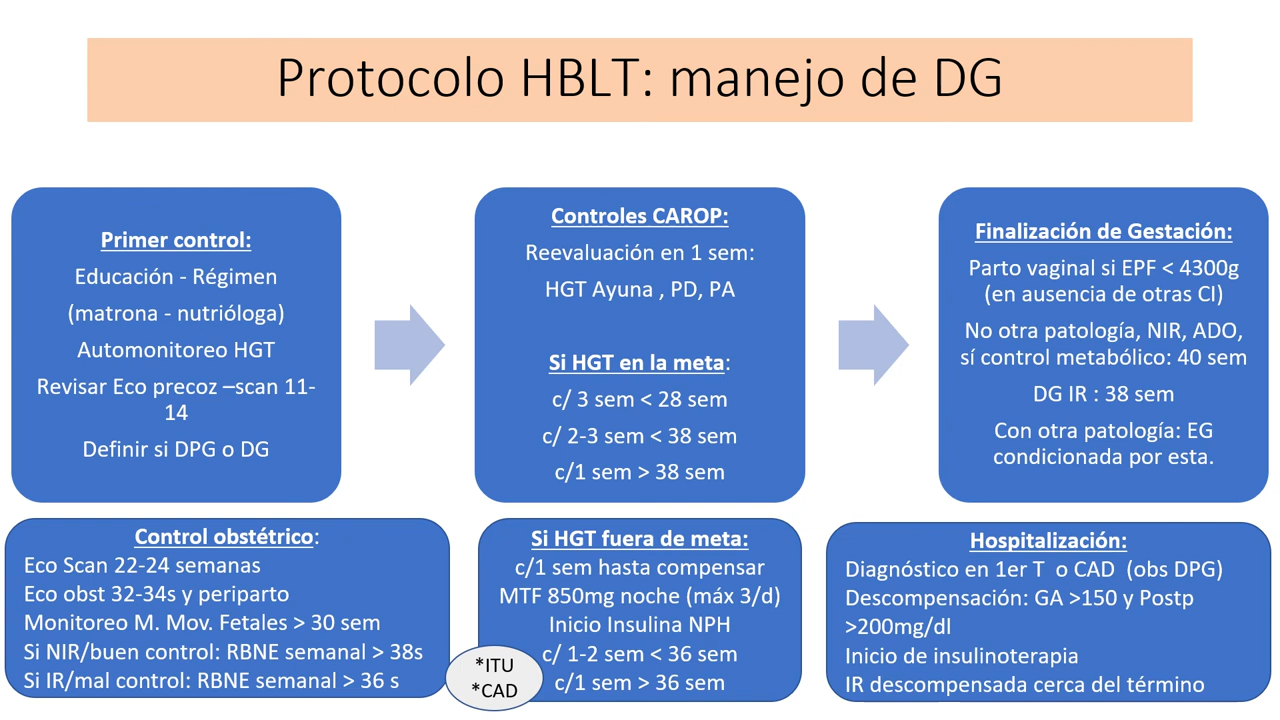 Protocolo HBLT: manejo de DG
Primer control:
Educación - Régimen
(matrona - nutrióloga)
Automonitoreo HGT
Revisar Eco precoz –scan 11-
14
Definir si DPG o DG
Controles CAROP:
Reevaluación en 1 sem:
HGT Ayuna , PD, PA
Si HGT en la meta:
c/ 3 sem < 28 sem
c/ 2-3 sem < 38 sem
c/1 sem > 38 sem
Finalización de Gestación:
Parto vaginal si EPF < 4300g
(en ausencia de otras CI)
No otra patología, NIR, ADO,
sí control metabólico: 40 sem
DG IR : 38 sem
Con otra patología: EG
condicionada por esta.
Control obstétrico:
Eco Scan 22-24 semanas
Eco obst 32-34s y periparto
Monitoreo M. Mov. Fetales > 30 sem
Si NIR/buen control: RBNE semanal > 38s
Si IR/mal control: RBNE semanal > 36 s
*ITU
*CAD
Si HGT fuera de meta:
c/1 sem hasta compensar
MTF 850mg noche (máx 3/d)
Inicio Insulina NPH
c/ 1-2 sem < 36 sem
c/1 sem > 36 sem
Hospitalización:
Diagnóstico en 1er T o CAD (obs DPG)
Descompensación: GA >150 y Postp
>200mg/dl
Inicio de insulinoterapia
IR descompensada cerca del término